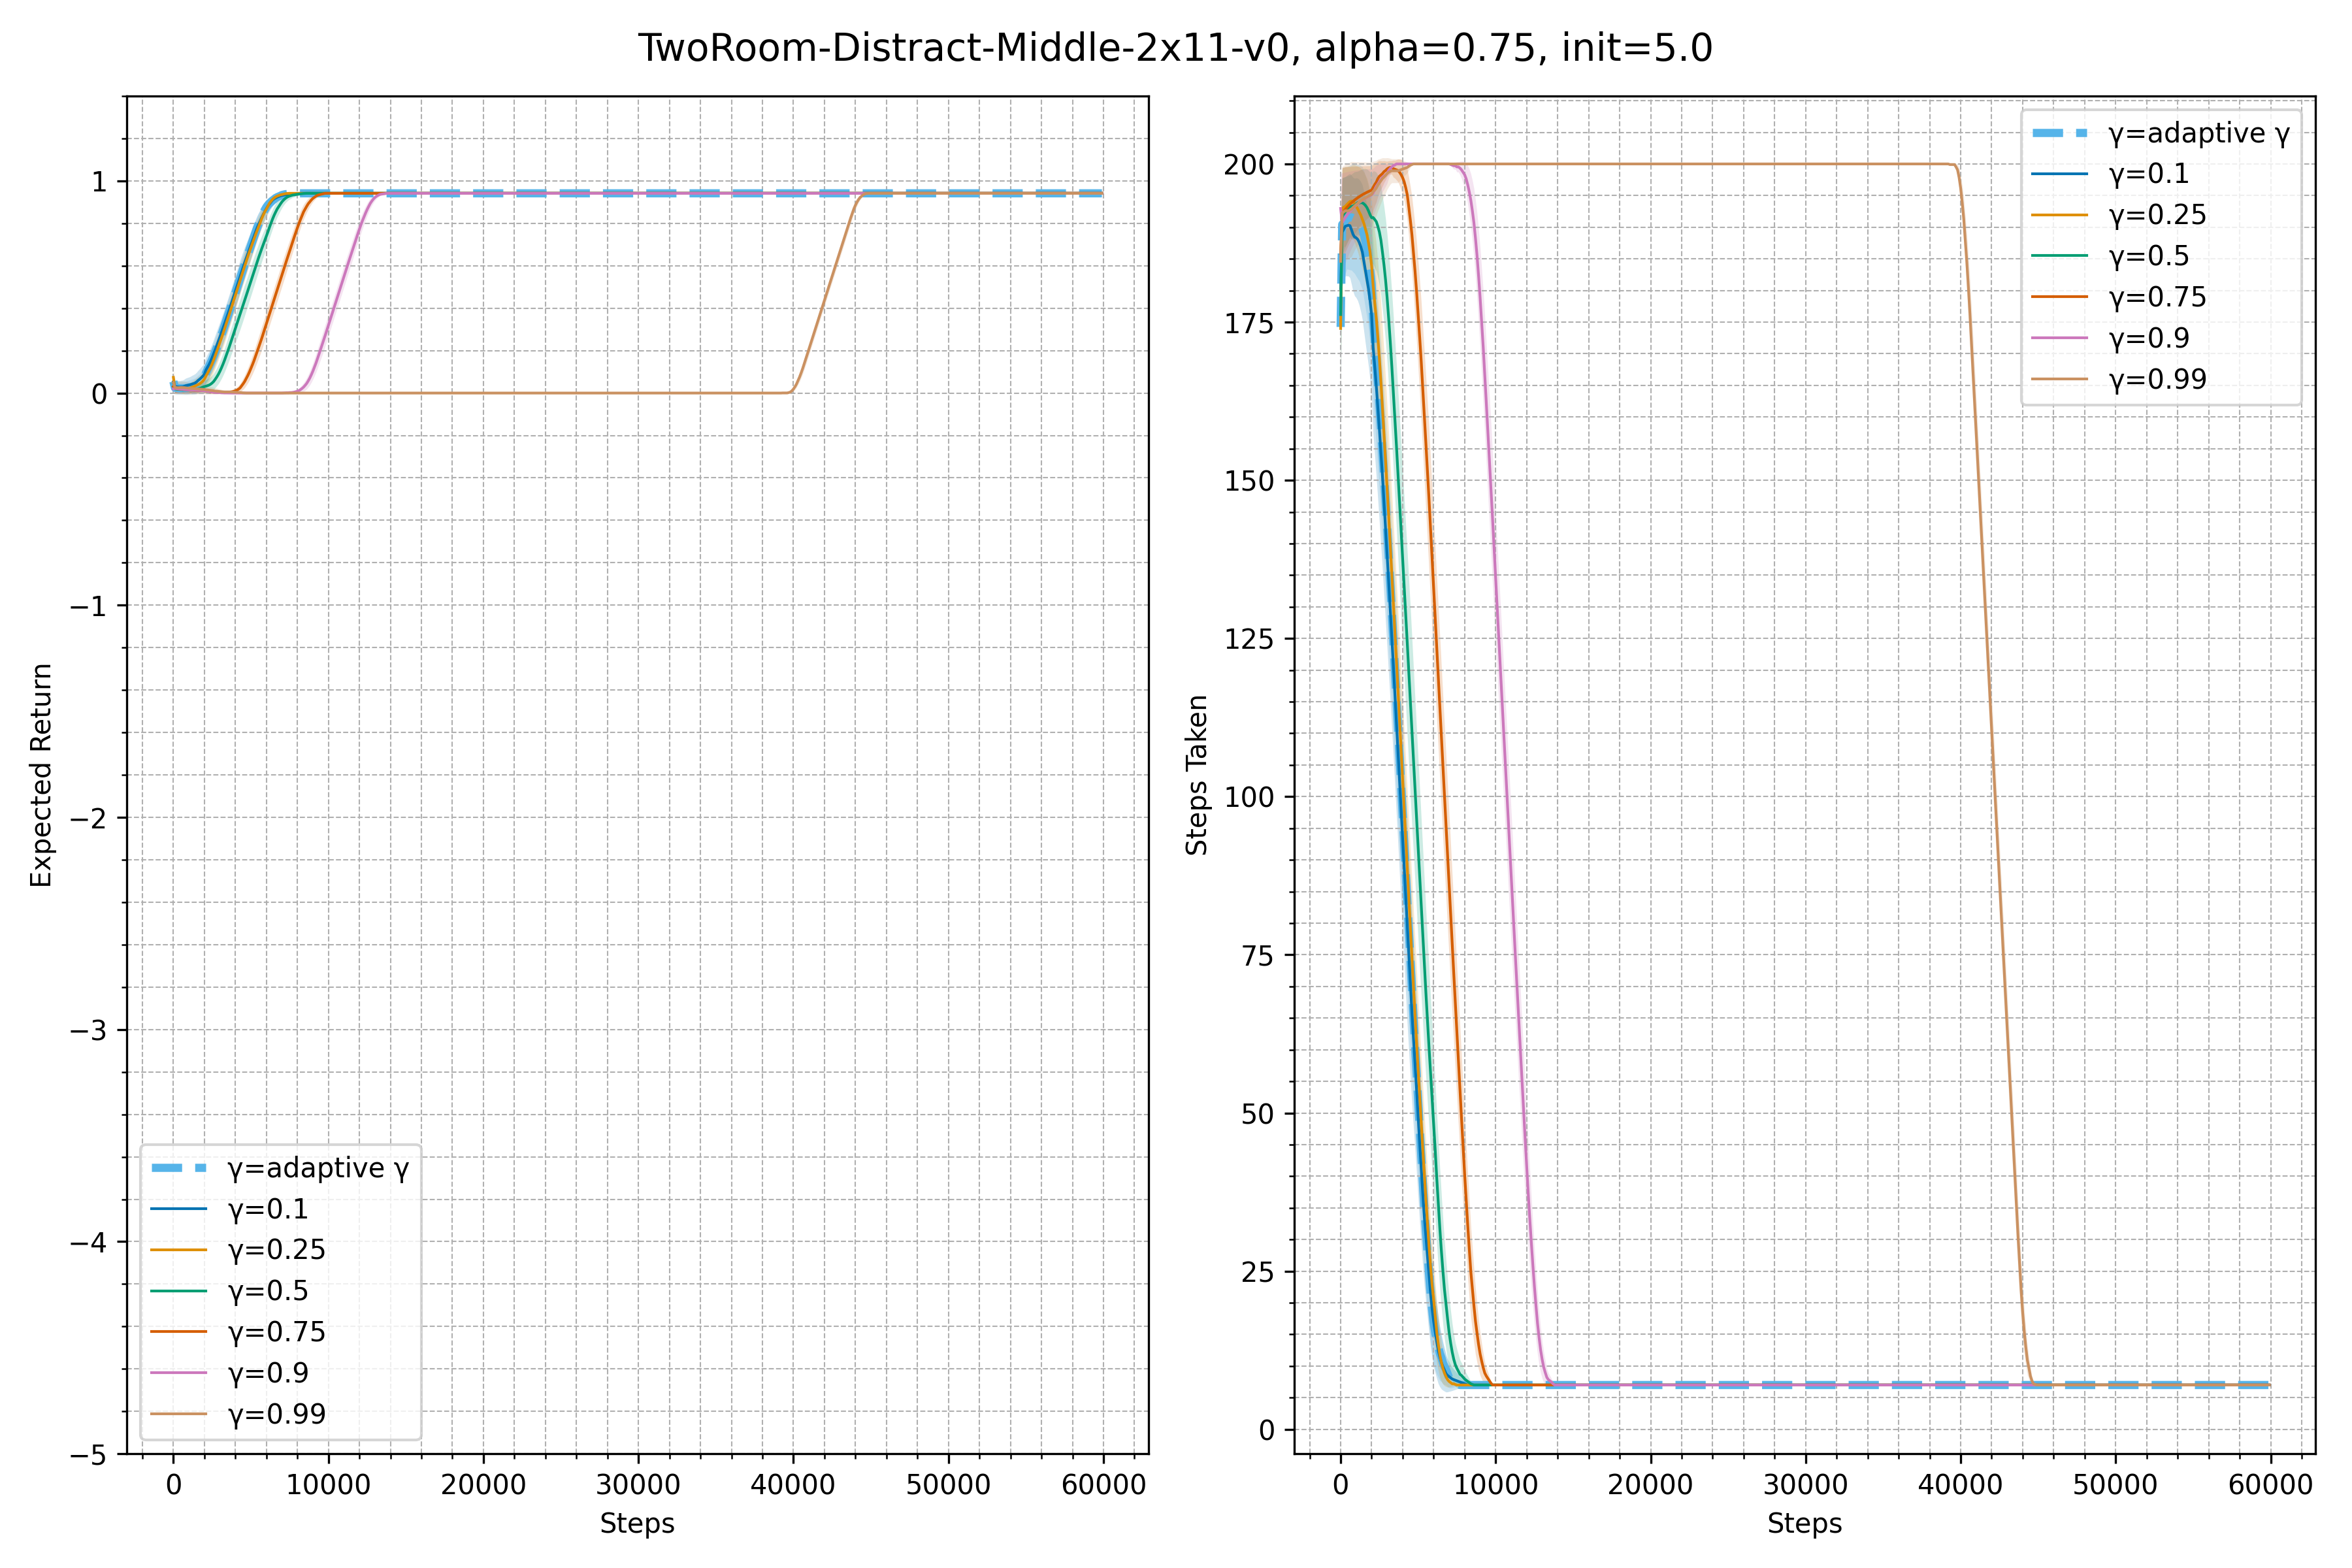 TwoRoom-Distract-Middle-2x11-v0, alpha=0.75, init=5.0
Expected Return
1
0
−1
−2
−3
−4
−5
γ=adaptive γ
γ=0.1
γ=0.25
γ=0.5
γ=0.75
γ=0.9
γ=0.99
0 10000 20000 30000 40000 50000 60000
Steps
Steps Taken
200
175
150
125
100
75
50
25
0
γ=adaptive γ
γ=0.1
γ=0.25
γ=0.5
γ=0.75
γ=0.9
γ=0.99
0 10000 20000 30000 40000 50000 60000
Steps